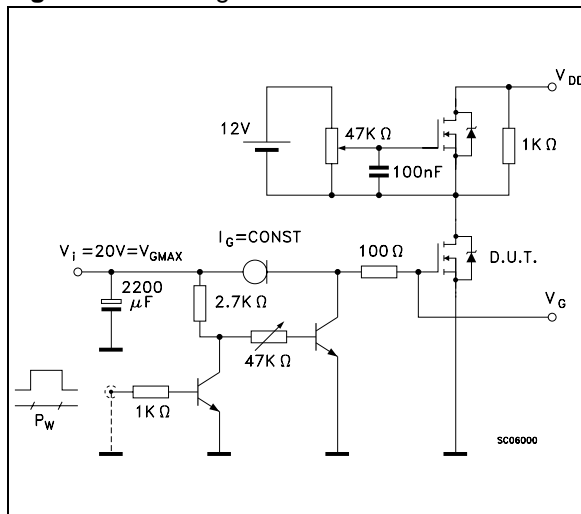 V_DD
12V
47K Ω
1K Ω
100nF
V_i =20V=V_GMAX
I_G=CONST
100Ω
D.U.T.
2200
μF
2.7K Ω
V_G
47K Ω
1K Ω
P_W
SC06000